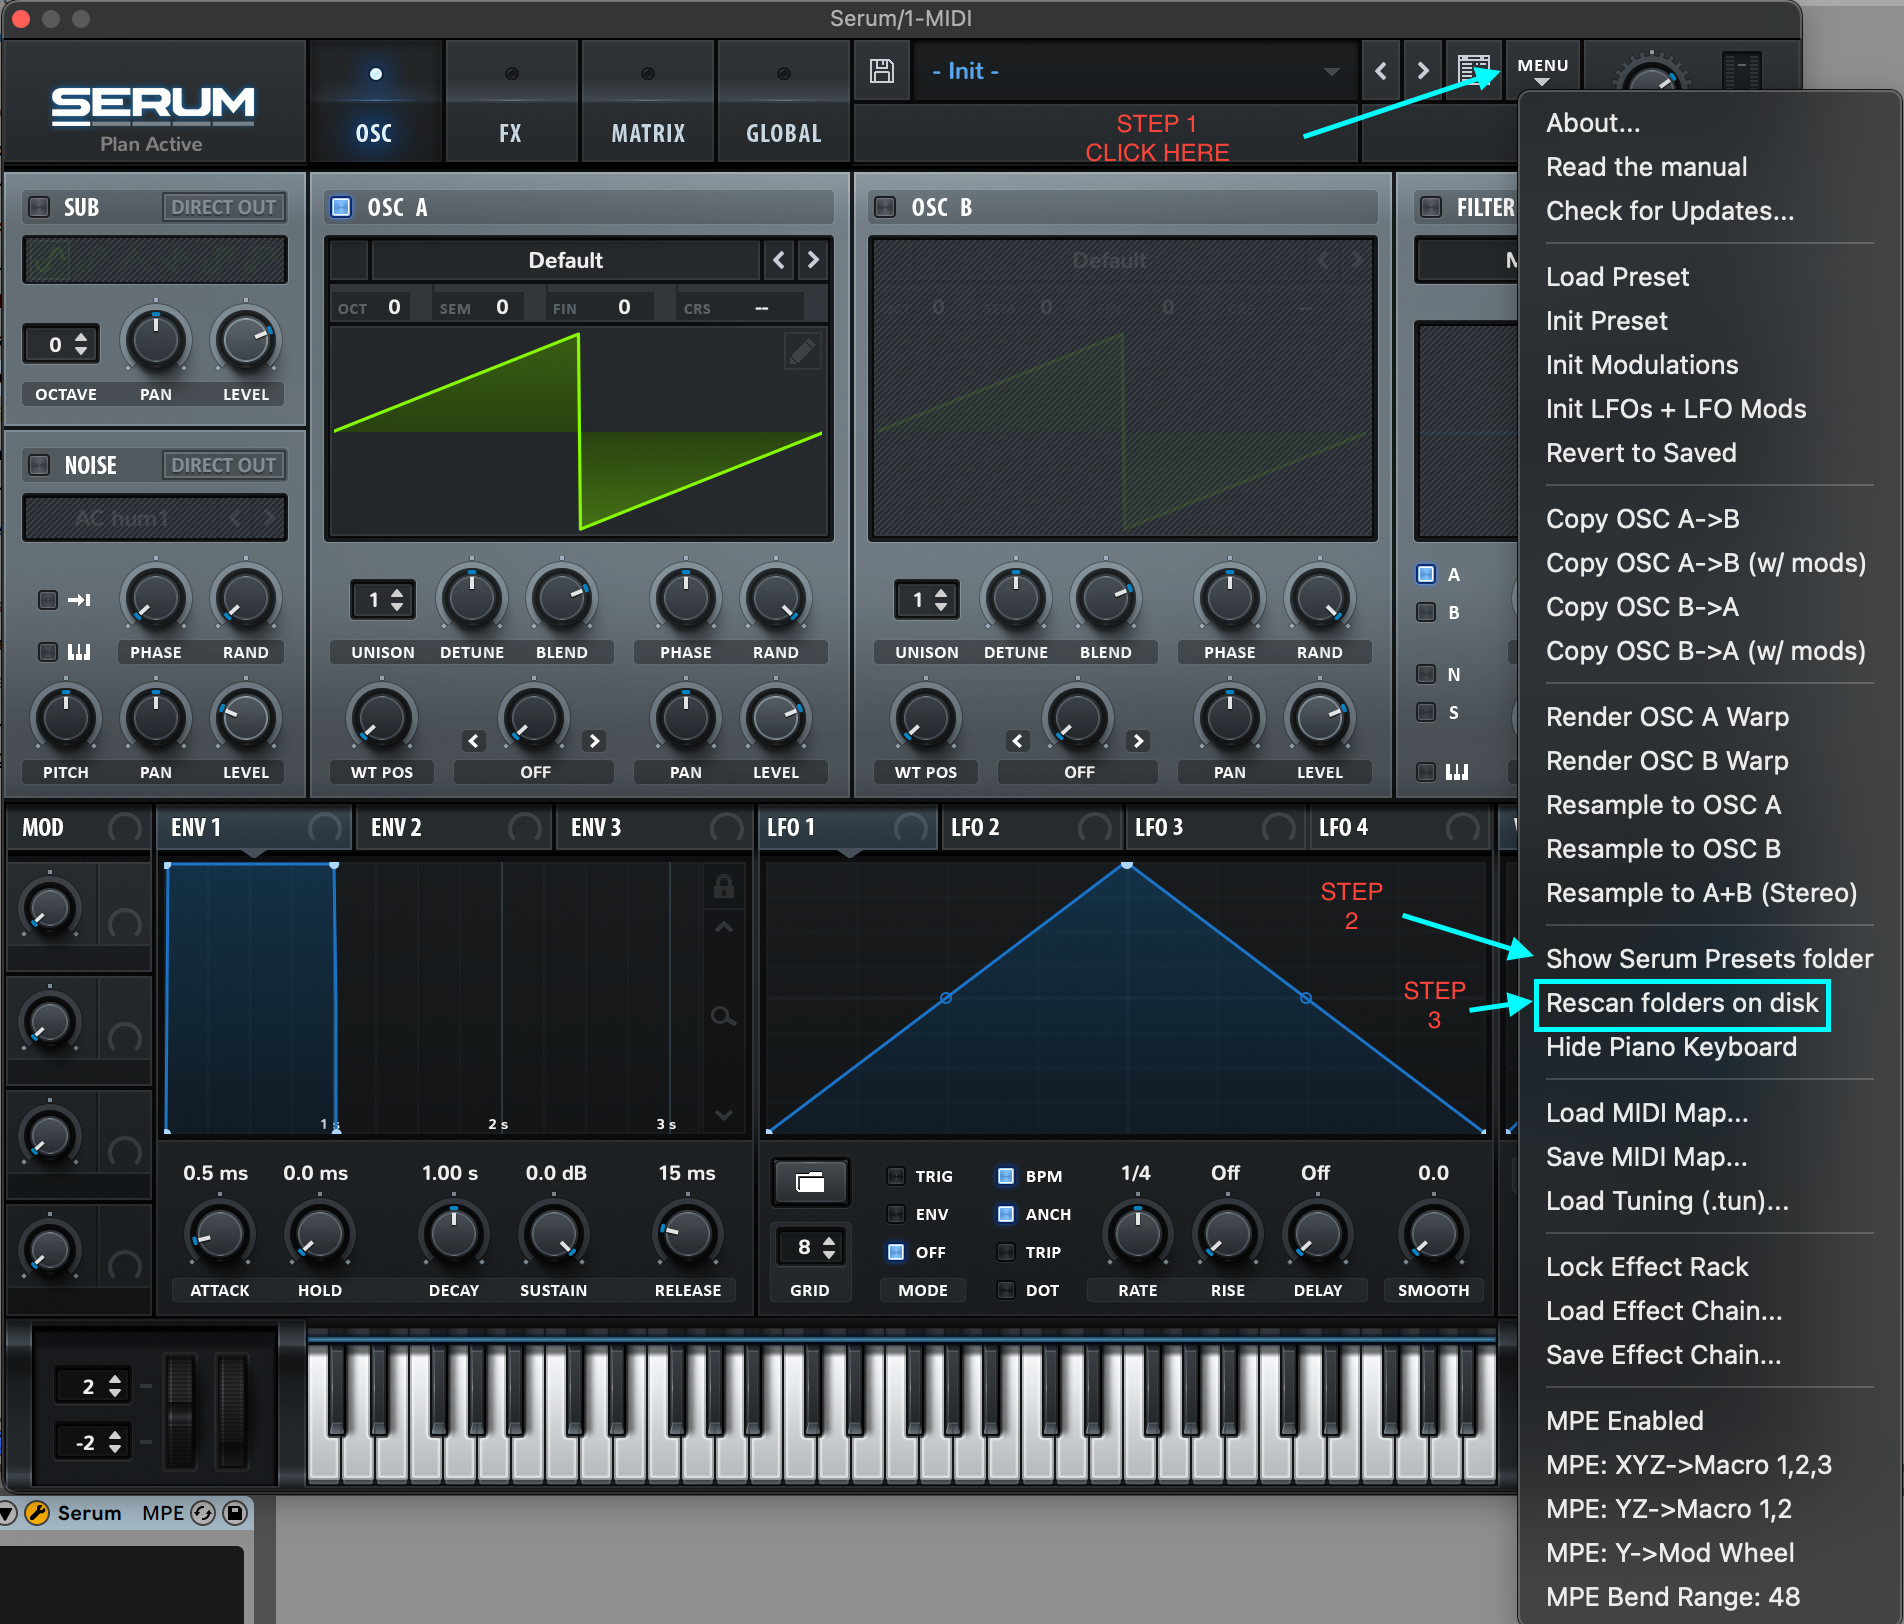 Serum/1-MIDI
SERUM
Plan Active
OSC
FX
MATRIX
GLOBAL
- Init -
MENU
STEP 1
CLICK HERE
SUB
DIRECT OUT
0
OCTAVE
PAN
LEVEL
NOISE
DIRECT OUT
AC hum1
PHASE
RAND
PITCH
PAN
LEVEL
OSC A
Default
OCT 0
SEM 0
FIN 0
CRS --
1
UNISON
DETUNE
BLEND
PHASE
RAND
WT POS
OFF
PAN
LEVEL
OSC B
Default
0
0
0
--
1
UNISON
DETUNE
BLEND
PHASE
RAND
WT POS
OFF
PAN
LEVEL
FILTER
A
B
N
S
About...
Read the manual
Check for Updates...
Load Preset
Init Preset
Init Modulations
Init LFOs + LFO Mods
Revert to Saved
Copy OSC A->B
Copy OSC A->B (w/ mods)
Copy OSC B->A
Copy OSC B->A (w/ mods)
Render OSC A Warp
Render OSC B Warp
Resample to OSC A
Resample to OSC B
Resample to A+B (Stereo)
Show Serum Presets folder
Rescan folders on disk
Hide Piano Keyboard
Load MIDI Map...
Save MIDI Map...
Load Tuning (.tun)...
Lock Effect Rack
Load Effect Chain...
Save Effect Chain...
MPE Enabled
MPE: XYZ->Macro 1,2,3
MPE: YZ->Macro 1,2
MPE: Y->Mod Wheel
MPE Bend Range: 48
MOD
ENV 1
ENV 2
ENV 3
LFO 1
LFO 2
LFO 3
LFO 4
STEP
2
STEP
3
1 s
2 s
3 s
0.5 ms
0.0 ms
1.00 s
0.0 dB
15 ms
ATTACK
HOLD
DECAY
SUSTAIN
RELEASE
8
GRID
TRIG
ENV
OFF
MODE
BPM
ANCH
TRIP
DOT
1/4
Off
Off
0.0
RATE
RISE
DELAY
SMOOTH
2
-2
Serum
MPE